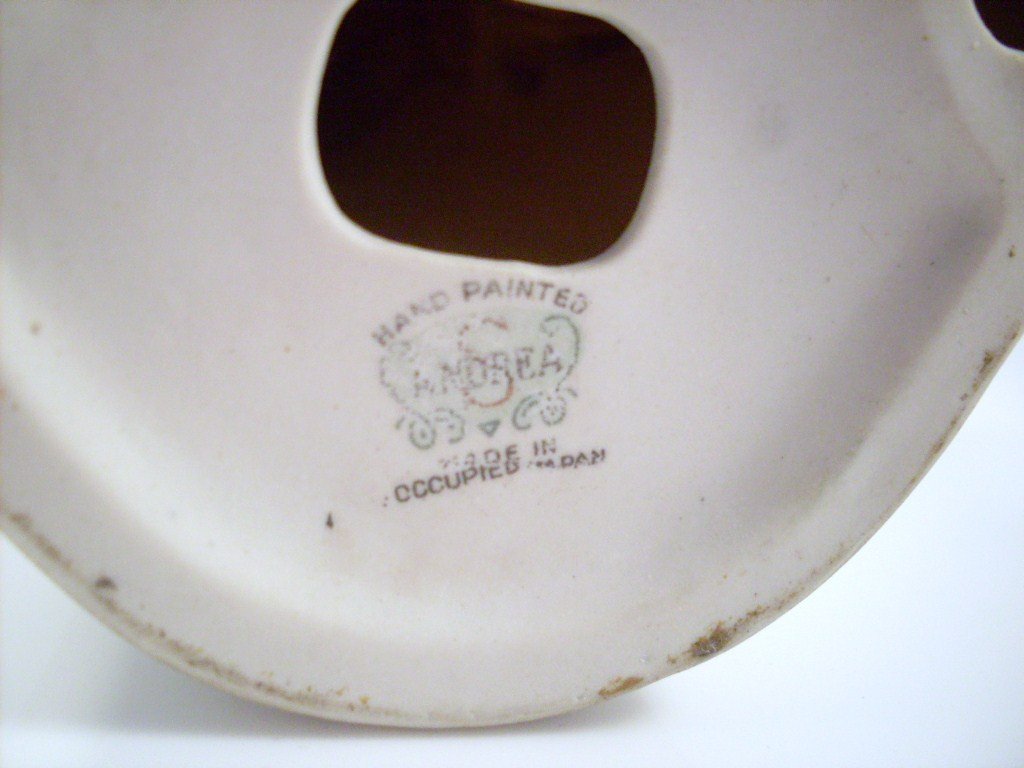 HAND PAINTED
ANDREA
MADE IN
OCCUPIED JAPAN